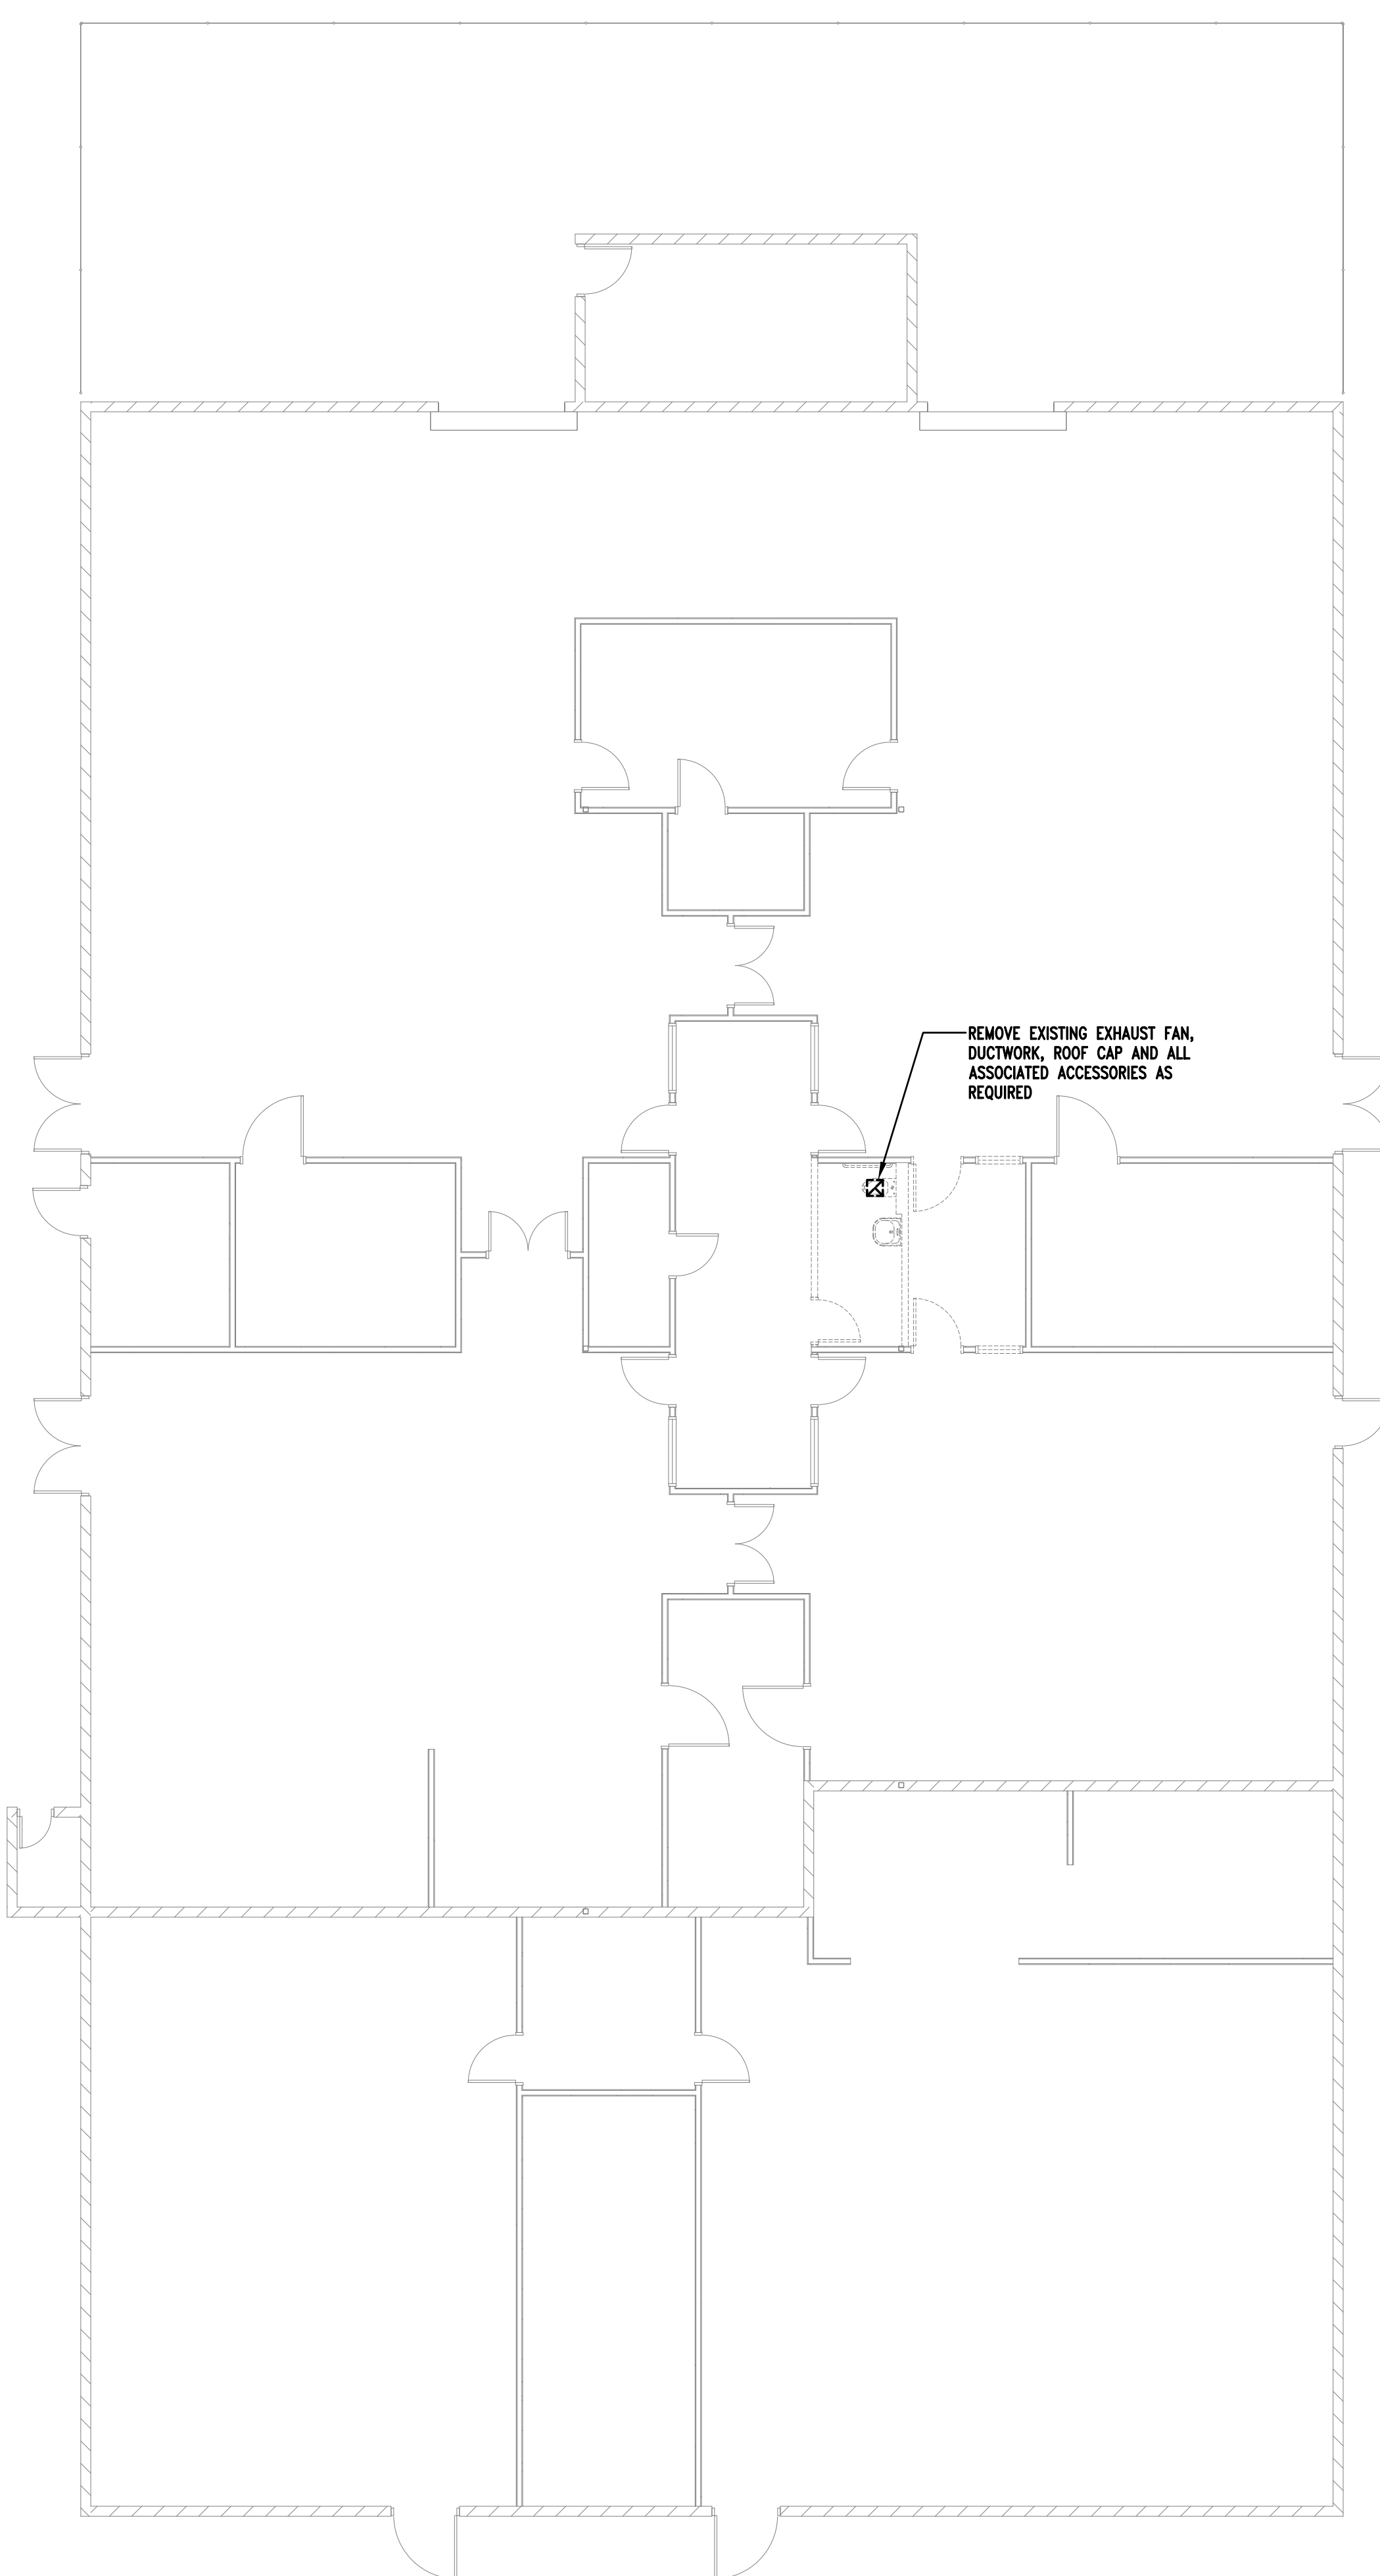 REMOVE EXISTING EXHAUST FAN,
DUCTWORK, ROOF CAP AND ALL
ASSOCIATED ACCESSORIES AS
REQUIRED